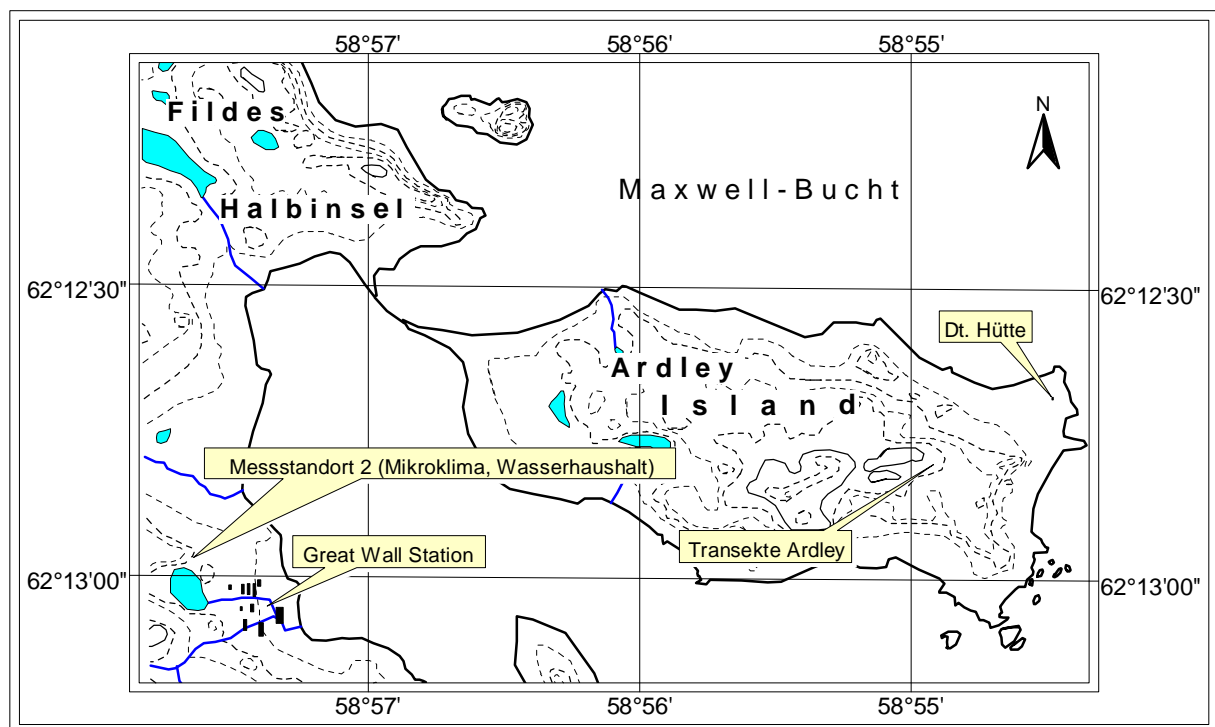 58°57' 58°56' 58°55'
Fildes
N
Maxwell-Bucht
Halbinsel
62°12'30" 62°12'30"
Dt. Hütte
Ardley
Island
Messstandort 2 (Mikroklima, Wasserhaushalt)
Transekte Ardley
Great Wall Station
62°13'00" 62°13'00"
58°57' 58°56' 58°55'